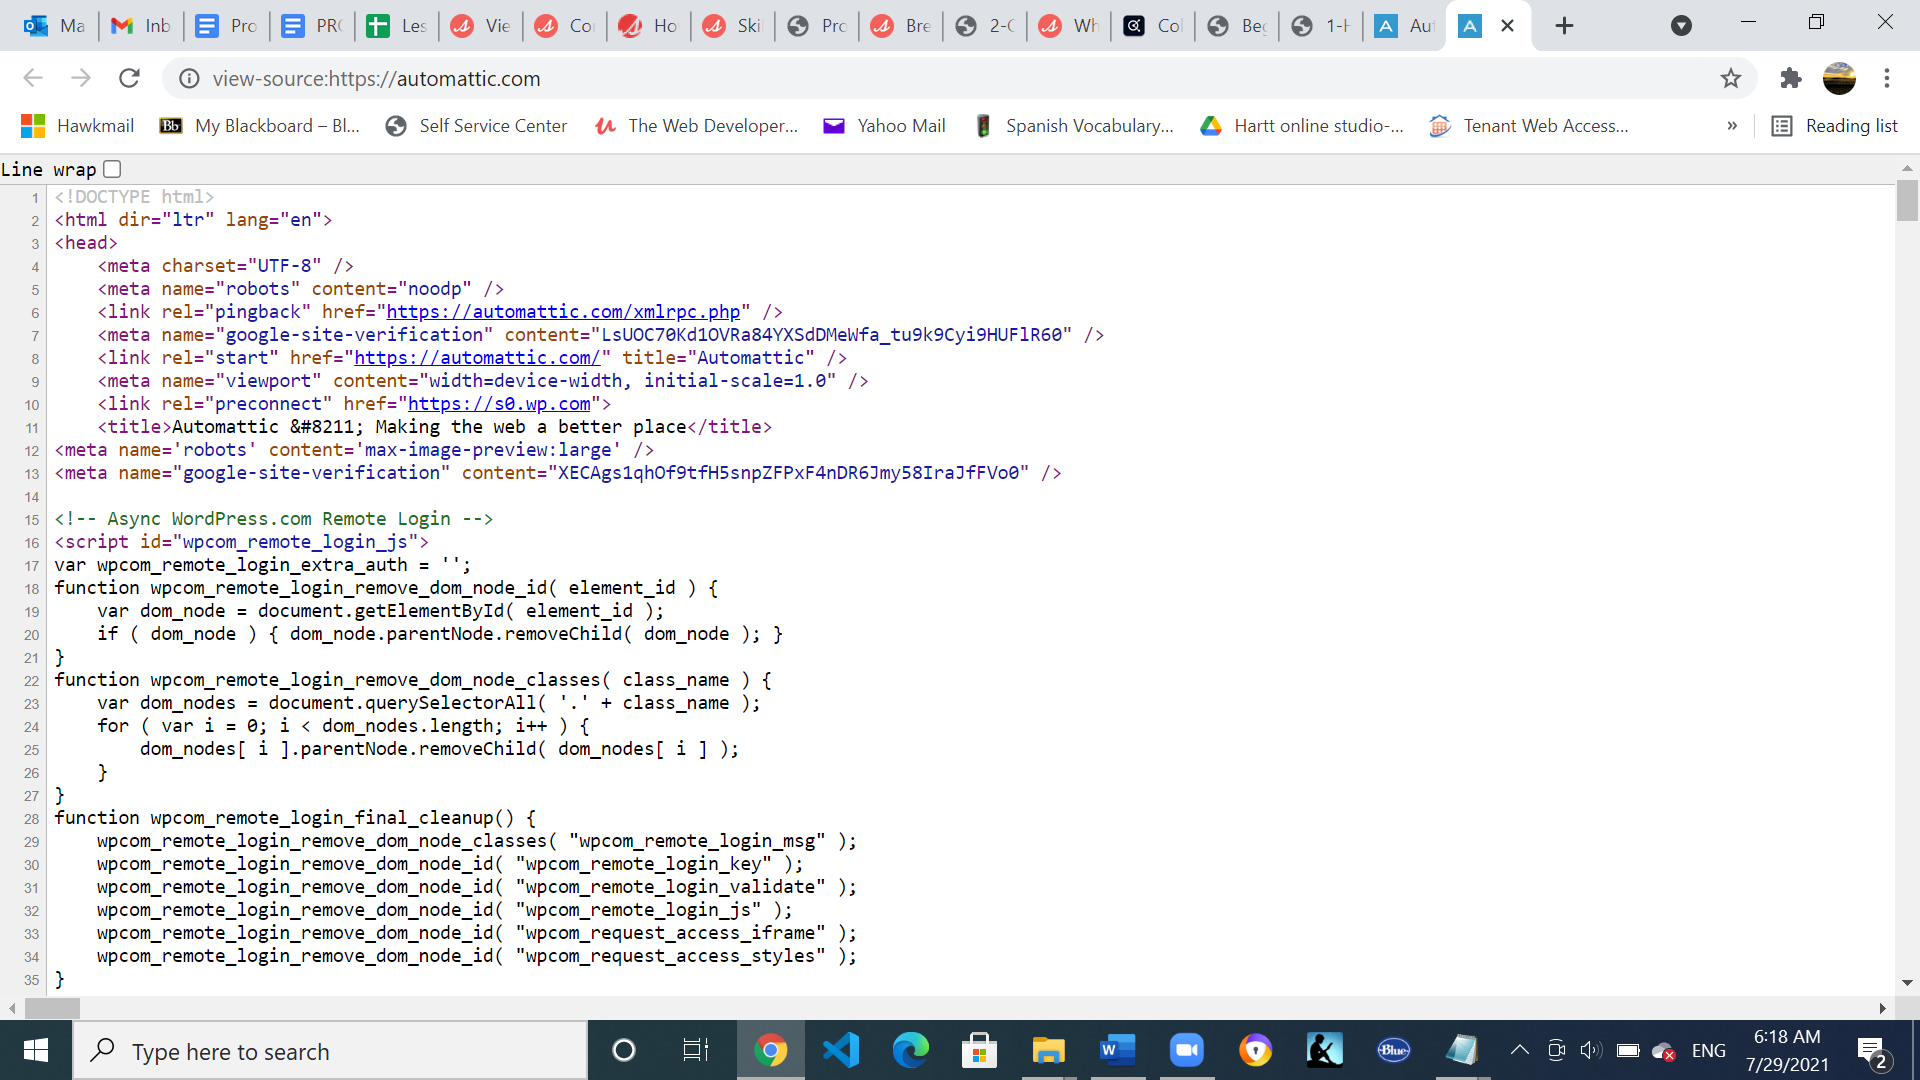 Ma
Inb
Pro
PRO
Les
Vie
Co
Ho
Skil
Pro
Bre
2-C
Wh
Col
Beg
1-H
Aut
view-source:https://automattic.com
Hawkmail
My Blackboard – Bl...
Self Service Center
The Web Developer...
Yahoo Mail
Spanish Vocabulary...
Hartt online studio-...
Tenant Web Access...
»
Reading list
Line wrap
1 <!DOCTYPE html>
2 <html dir="ltr" lang="en">
3 <head>
4 <meta charset="UTF-8" />
5 <meta name="robots" content="noodp" />
6 <link rel="pingback" href="https://automattic.com/xmlrpc.php" />
7 <meta name="google-site-verification" content="LsUOC70Kd1OVRa84YXSdDMeWfa_tu9k9Cyi9HUFlR60" />
8 <link rel="start" href="https://automattic.com/" title="Automattic" />
9 <meta name="viewport" content="width=device-width, initial-scale=1.0" />
10 <link rel="preconnect" href="https://s0.wp.com">
11 <title>Automattic &#8211; Making the web a better place</title>
12 <meta name='robots' content='max-image-preview:large' />
13 <meta name="google-site-verification" content="XECAgs1qhOf9tfH5snpZFPxF4nDR6Jmy58IraJfFVo0" />
14
15 <!-- Async WordPress.com Remote Login -->
16 <script id="wpcom_remote_login_js">
17 var wpcom_remote_login_extra_auth = '';
18 function wpcom_remote_login_remove_dom_node_id( element_id ) {
19 var dom_node = document.getElementById( element_id );
20 if ( dom_node ) { dom_node.parentNode.removeChild( dom_node ); }
21 }
22 function wpcom_remote_login_remove_dom_node_classes( class_name ) {
23 var dom_nodes = document.querySelectorAll( '.' + class_name );
24 for ( var i = 0; i < dom_nodes.length; i++ ) {
25 dom_nodes[ i ].parentNode.removeChild( dom_nodes[ i ] );
26 }
27 }
28 function wpcom_remote_login_final_cleanup() {
29 wpcom_remote_login_remove_dom_node_classes( "wpcom_remote_login_msg" );
30 wpcom_remote_login_remove_dom_node_id( "wpcom_remote_login_key" );
31 wpcom_remote_login_remove_dom_node_id( "wpcom_remote_login_validate" );
32 wpcom_remote_login_remove_dom_node_id( "wpcom_remote_login_js" );
33 wpcom_remote_login_remove_dom_node_id( "wpcom_request_access_iframe" );
34 wpcom_remote_login_remove_dom_node_id( "wpcom_request_access_styles" );
35 }
Type here to search
Blue
ENG
6:18 AM
7/29/2021
2